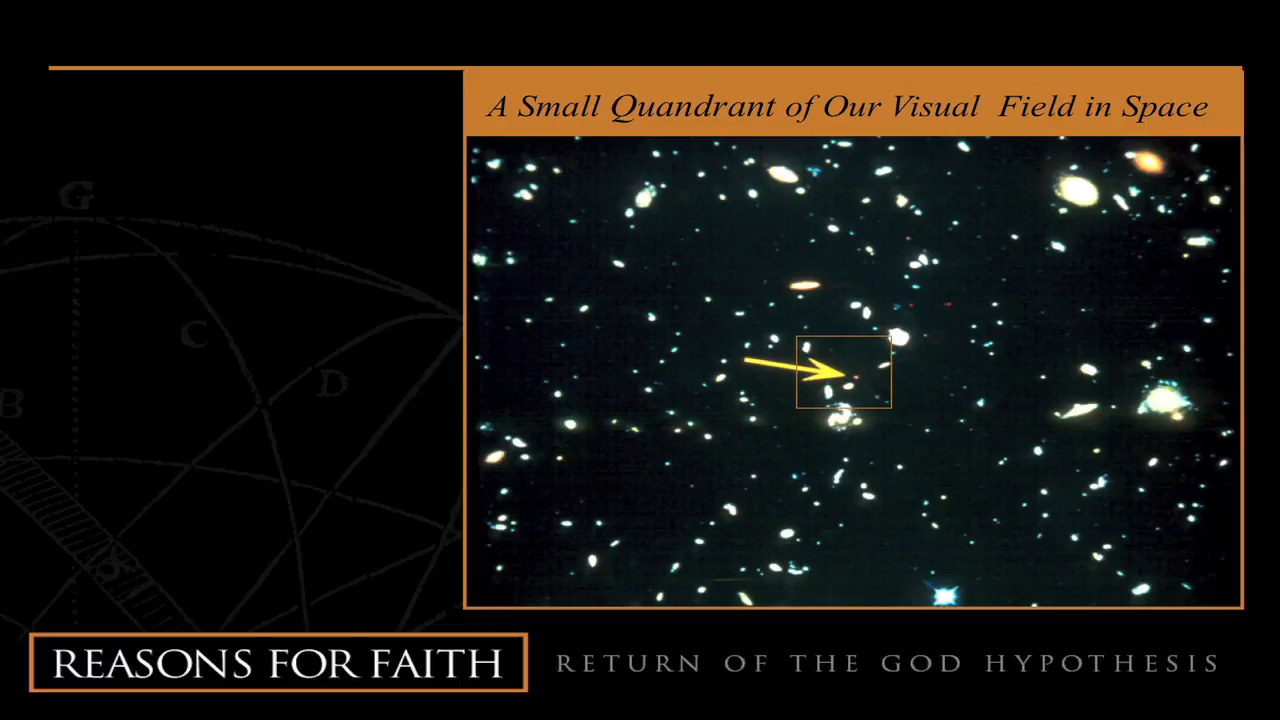 A Small Quandrant of Our Visual Field in Space
G
C
D
B
REASONS FOR FAITH
RETURN OF THE GOD HYPOTHESIS